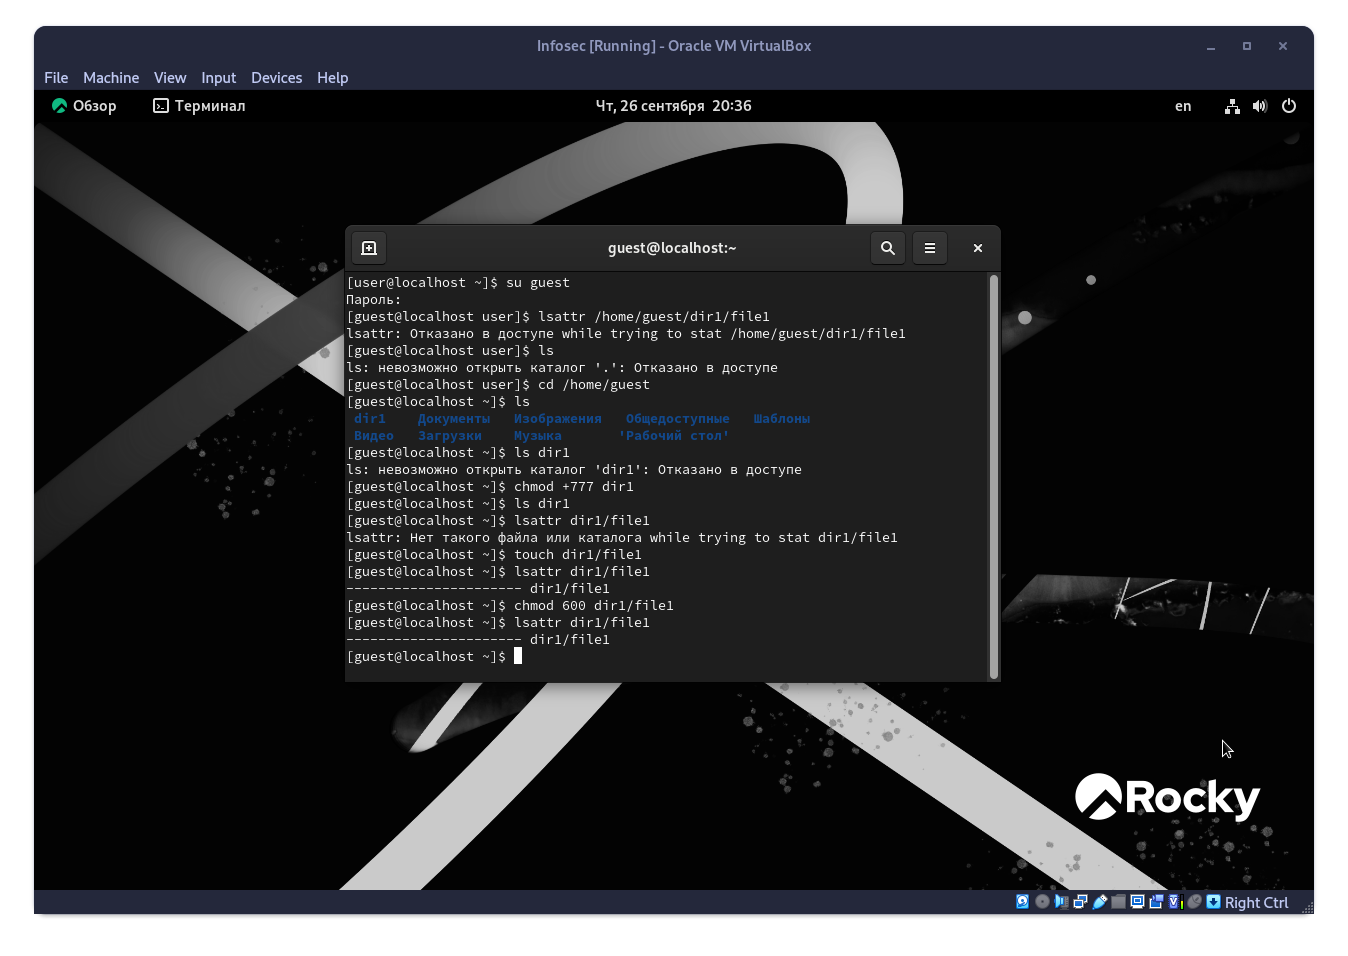 Infosec [Running] - Oracle VM VirtualBox
File Machine View Input Devices Help
Обзор Терминал Чт, 26 сентября 20:36 en
guest@localhost:~
[user@localhost ~]$ su guest
Пароль:
[guest@localhost user]$ lsattr /home/guest/dir1/file1
lsattr: Отказано в доступе while trying to stat /home/guest/dir1/file1
[guest@localhost user]$ ls
ls: невозможно открыть каталог '.': Отказано в доступе
[guest@localhost user]$ cd /home/guest
[guest@localhost ~]$ ls
dir1 Документы Изображения Общедоступные Шаблоны
Видео Загрузки Музыка 'Рабочий стол'
[guest@localhost ~]$ ls dir1
ls: невозможно открыть каталог 'dir1': Отказано в доступе
[guest@localhost ~]$ chmod +777 dir1
[guest@localhost ~]$ ls dir1
[guest@localhost ~]$ lsattr dir1/file1
lsattr: Нет такого файла или каталога while trying to stat dir1/file1
[guest@localhost ~]$ touch dir1/file1
[guest@localhost ~]$ lsattr dir1/file1
---------------------- dir1/file1
[guest@localhost ~]$ chmod 600 dir1/file1
[guest@localhost ~]$ lsattr dir1/file1
---------------------- dir1/file1
[guest@localhost ~]$
Rocky
Right Ctrl